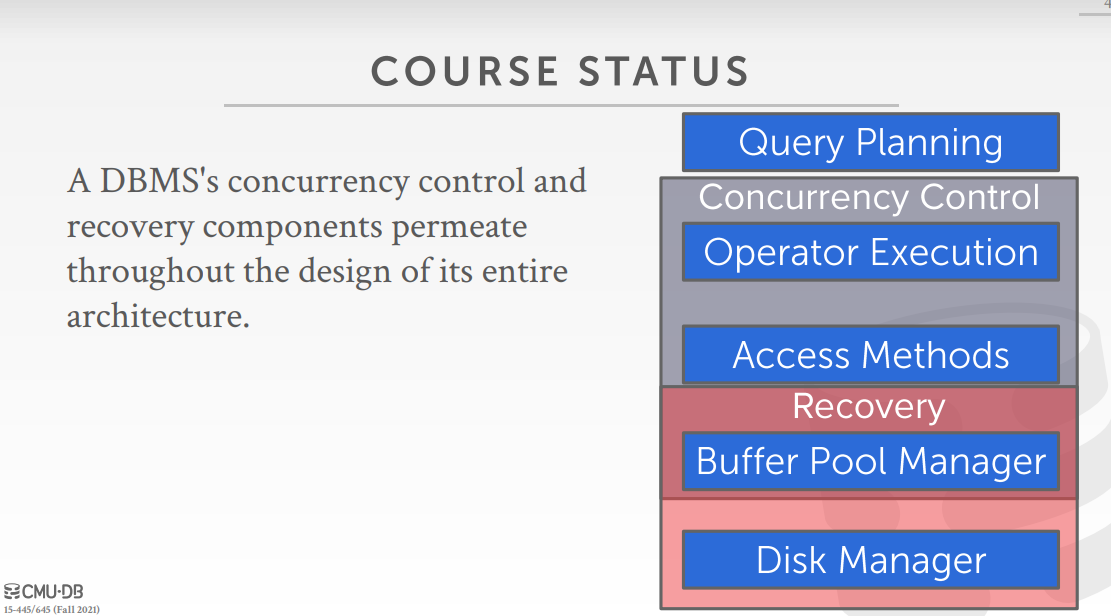 4
COURSE STATUS
A DBMS's concurrency control and
recovery components permeate
throughout the design of its entire
architecture.
Query Planning
Concurrency Control
Operator Execution
Access Methods
Recovery
Buffer Pool Manager
Disk Manager
CMU·DB
15-445/645 (Fall 2021)